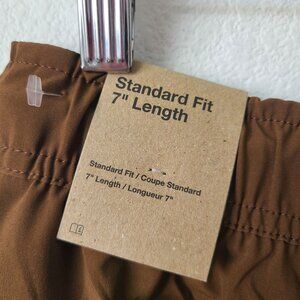 Standard Fit
7" Length
Standard Fit / Coupe Standard
7" Length / Longueur 7"